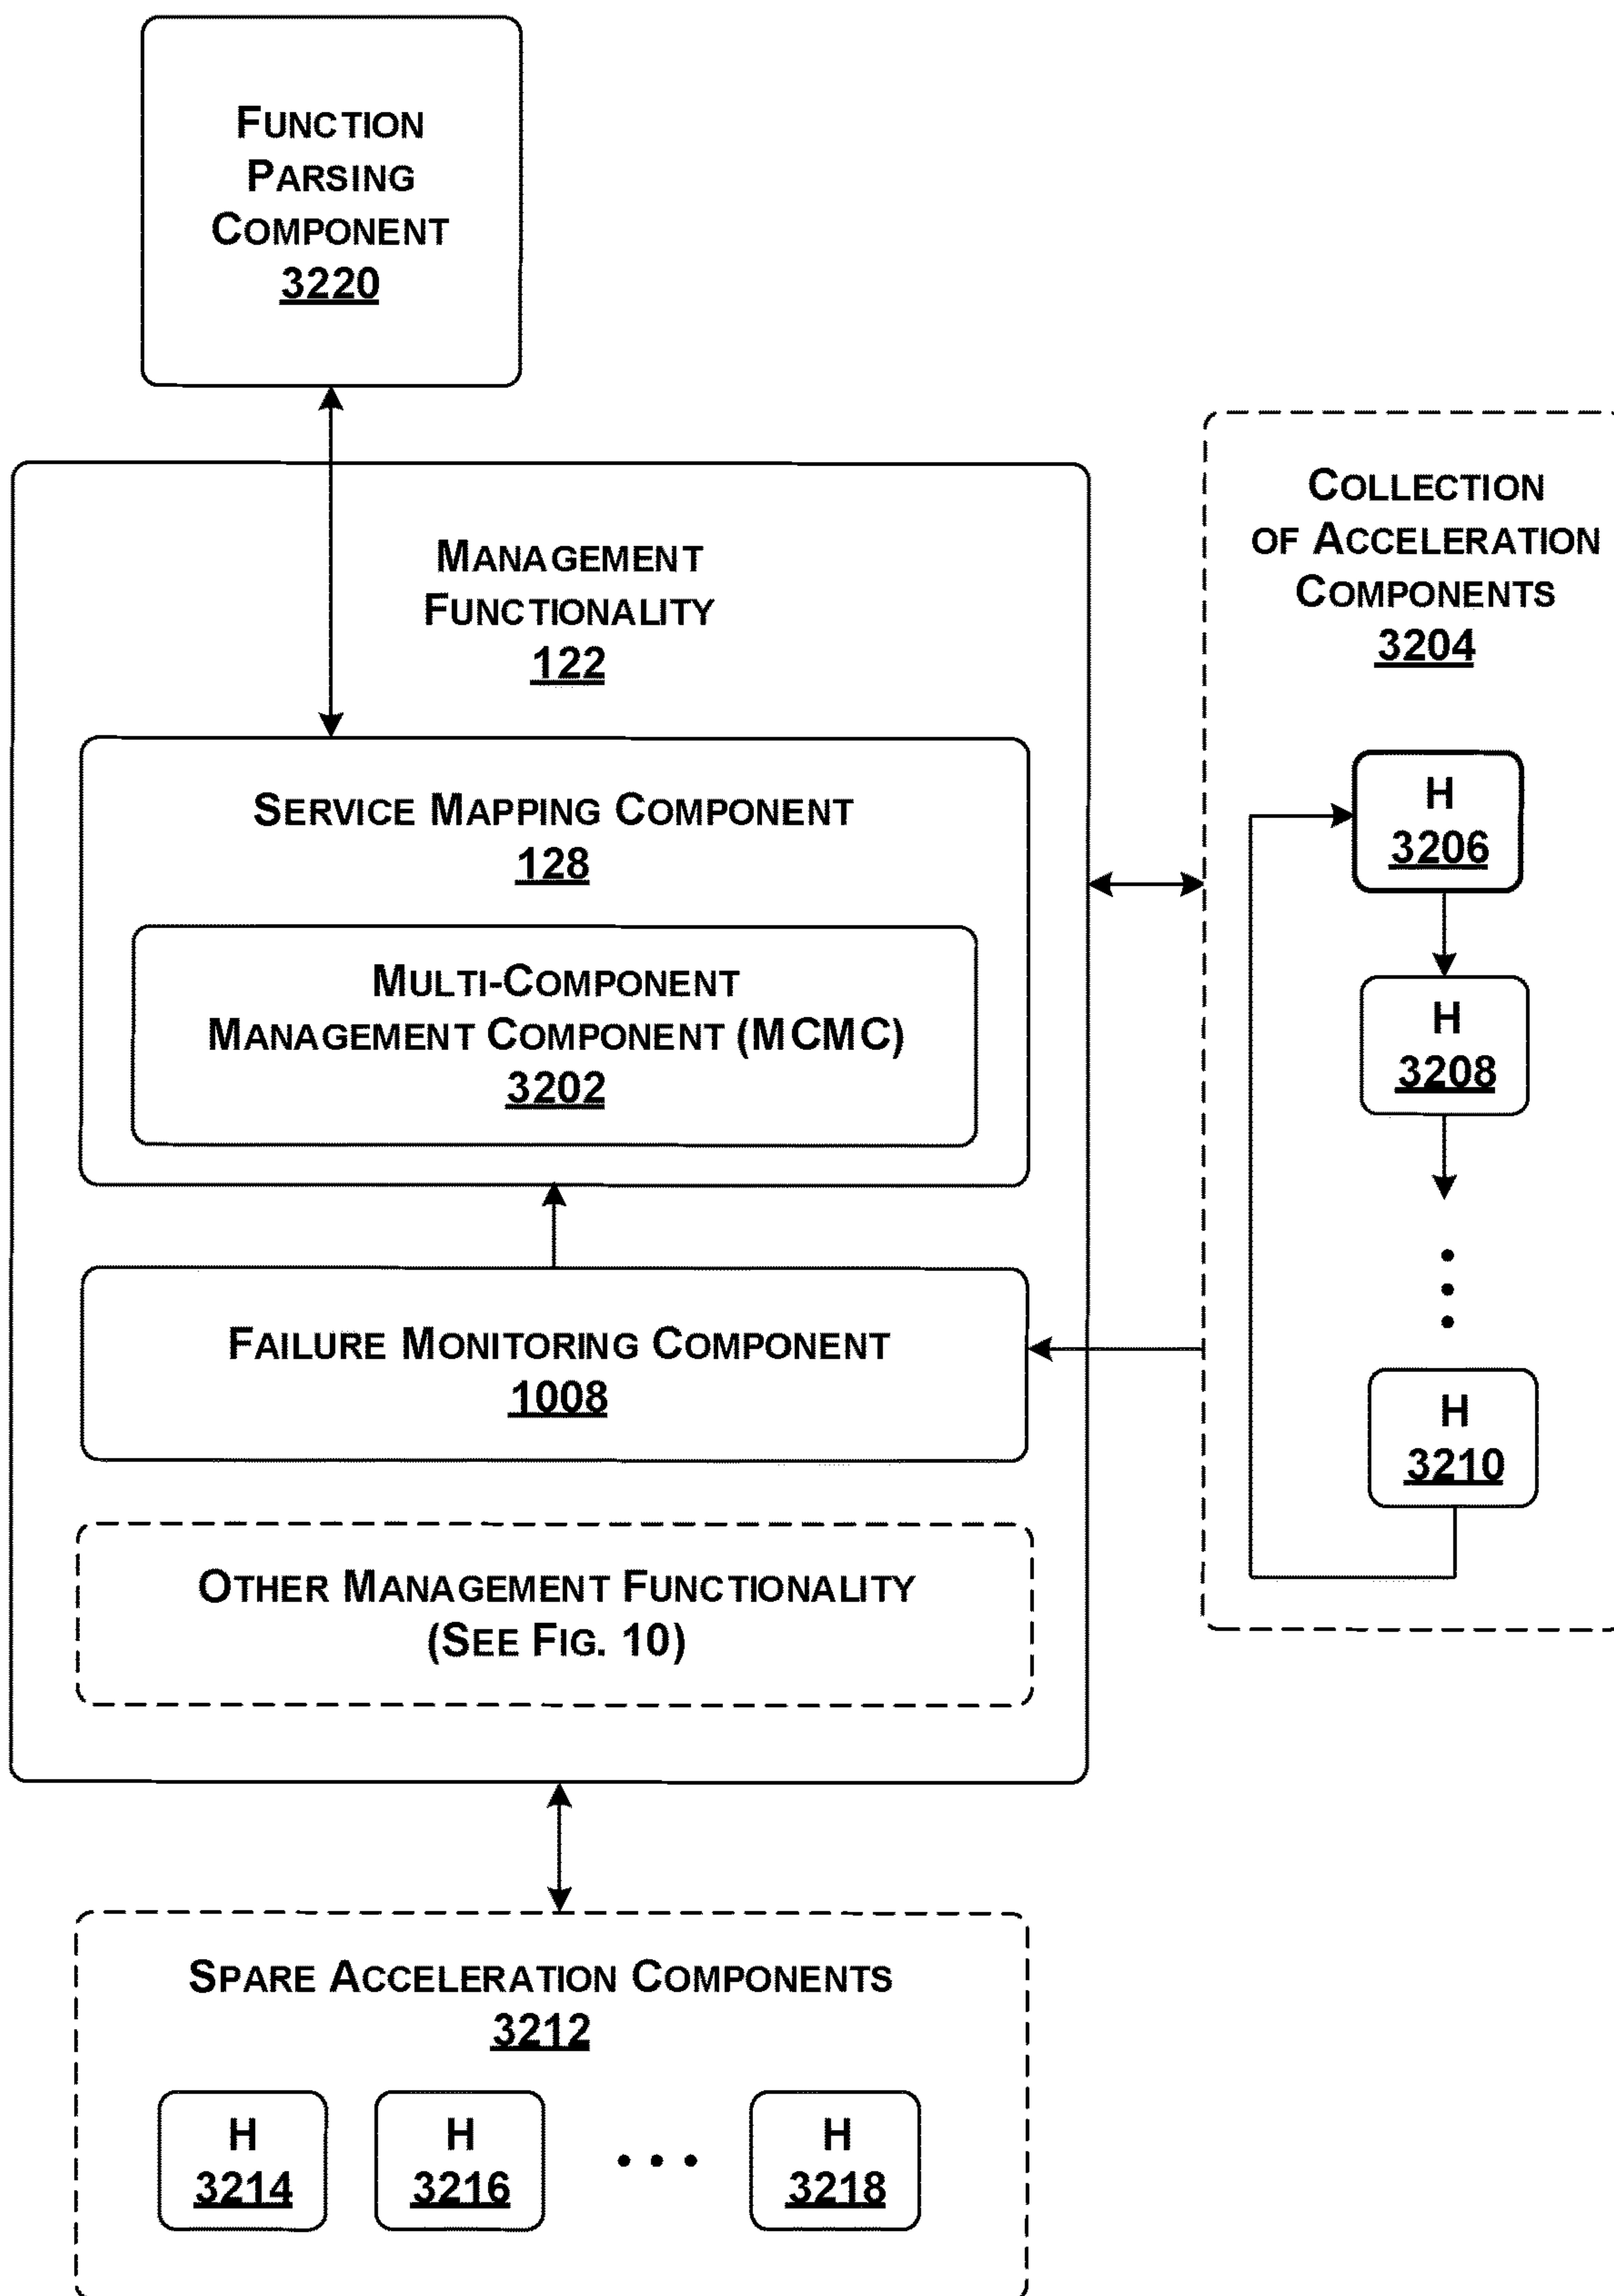 FUNCTION
PARSING
COMPONENT
3220
MANAGEMENT
FUNCTIONALITY
122
SERVICE MAPPING COMPONENT
128
MULTI-COMPONENT
MANAGEMENT COMPONENT (MCMC)
3202
FAILURE MONITORING COMPONENT
1008
OTHER MANAGEMENT FUNCTIONALITY
(SEE FIG. 10)
COLLECTION
OF ACCELERATION
COMPONENTS
3204
H
3206
H
3208
H
3210
SPARE ACCELERATION COMPONENTS
3212
H
3214
H
3216
H
3218